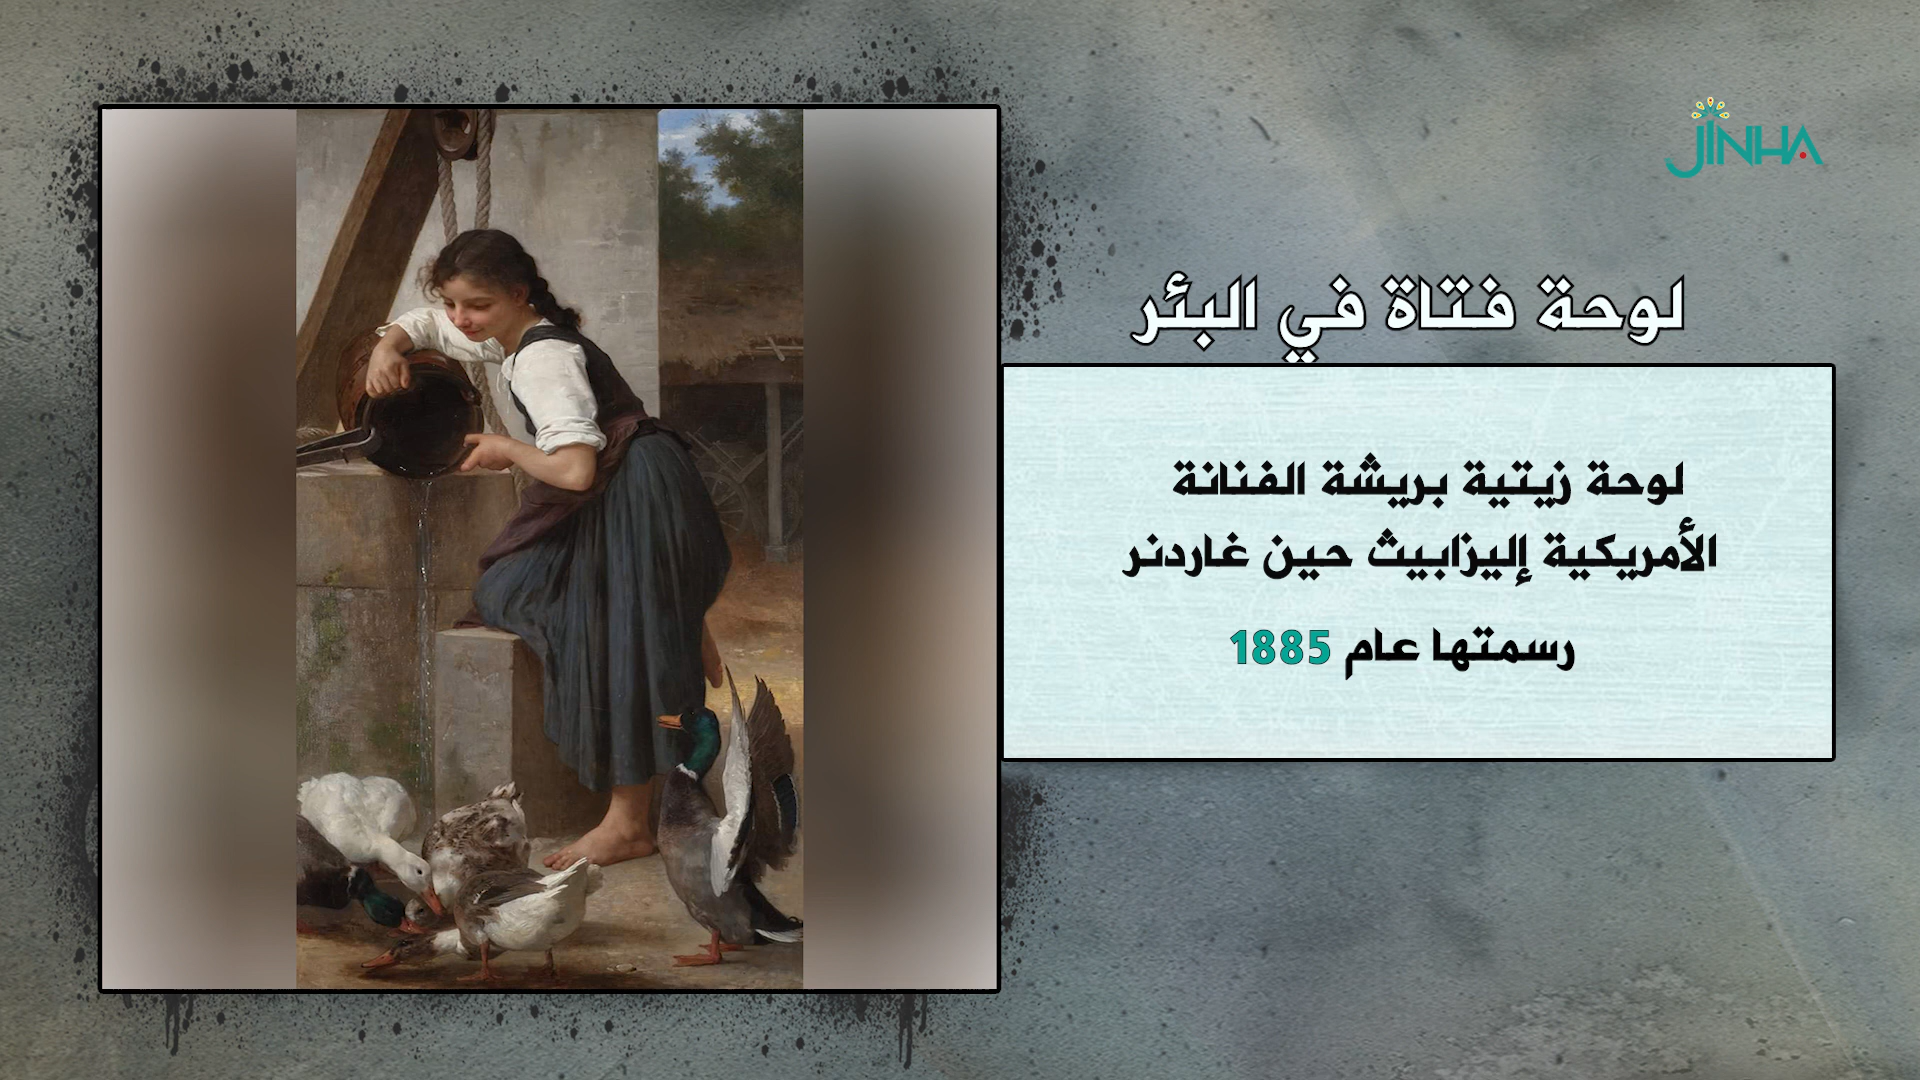 JINHA
لوحة فتاة في البئر
لوحة زيتية بريشة الفنانة
الأمريكية إليزابيث حين غاردنر
رسمتها عام 1885